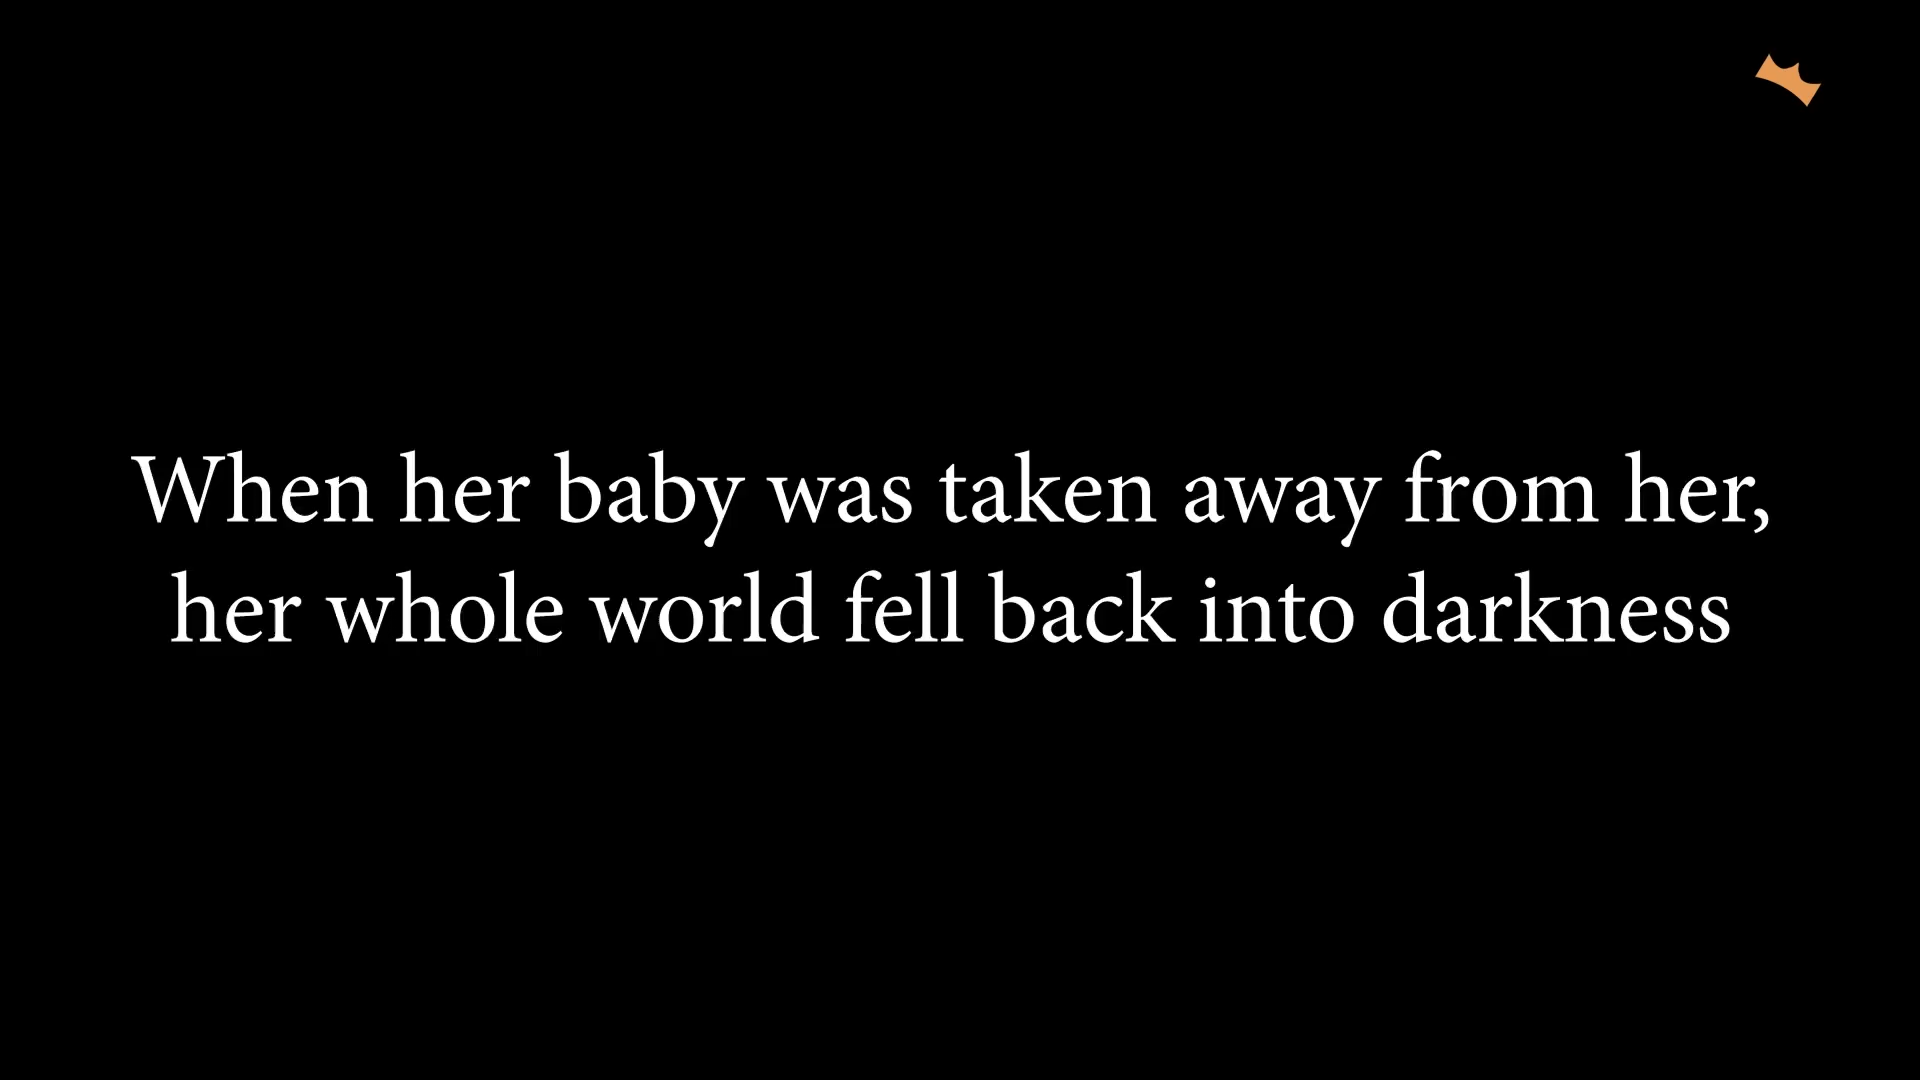 When her baby was taken away from her,
her whole world fell back into darkness